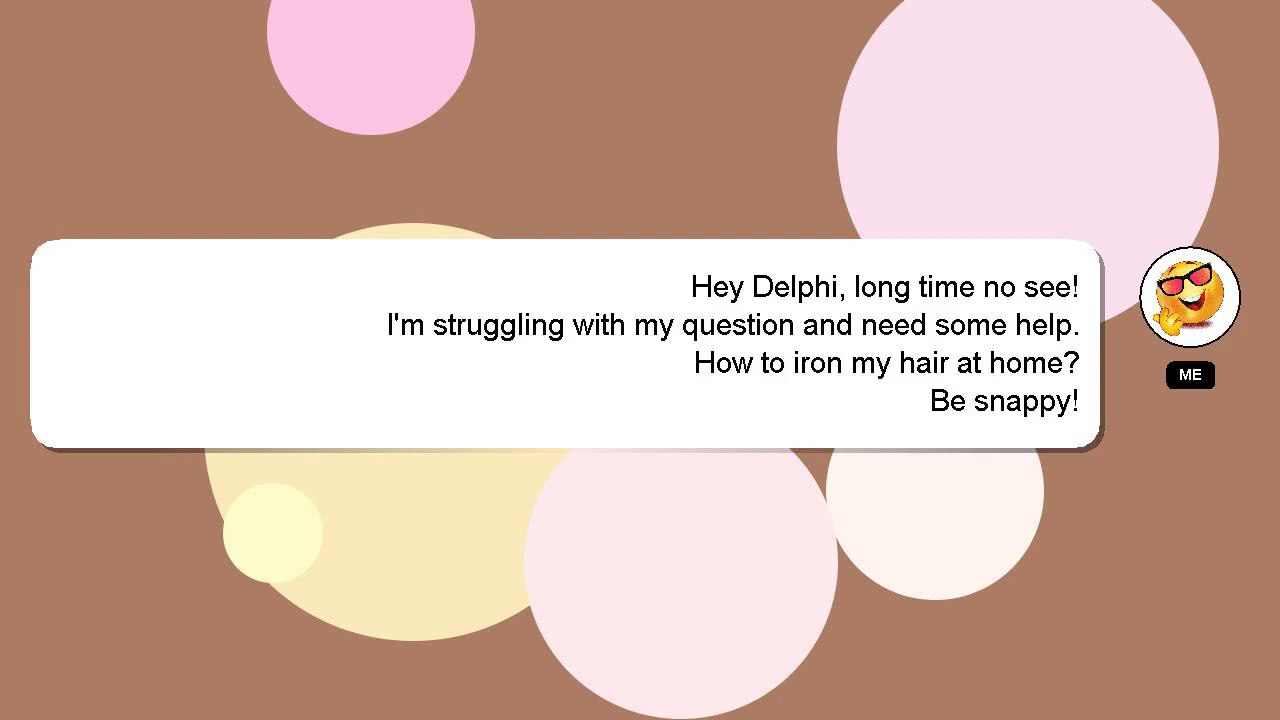 Hey Delphi, long time no see!
I'm struggling with my question and need some help.
How to iron my hair at home?
Be snappy!
ME